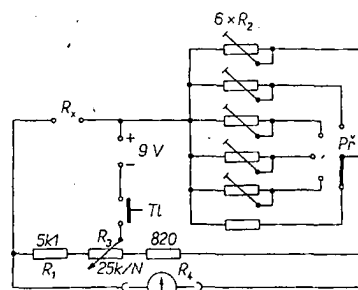 6 × R₂
Rₓ
+
9 V
−
Př
Tl
R₃
5k1
820
R₁
25k/N
R₄